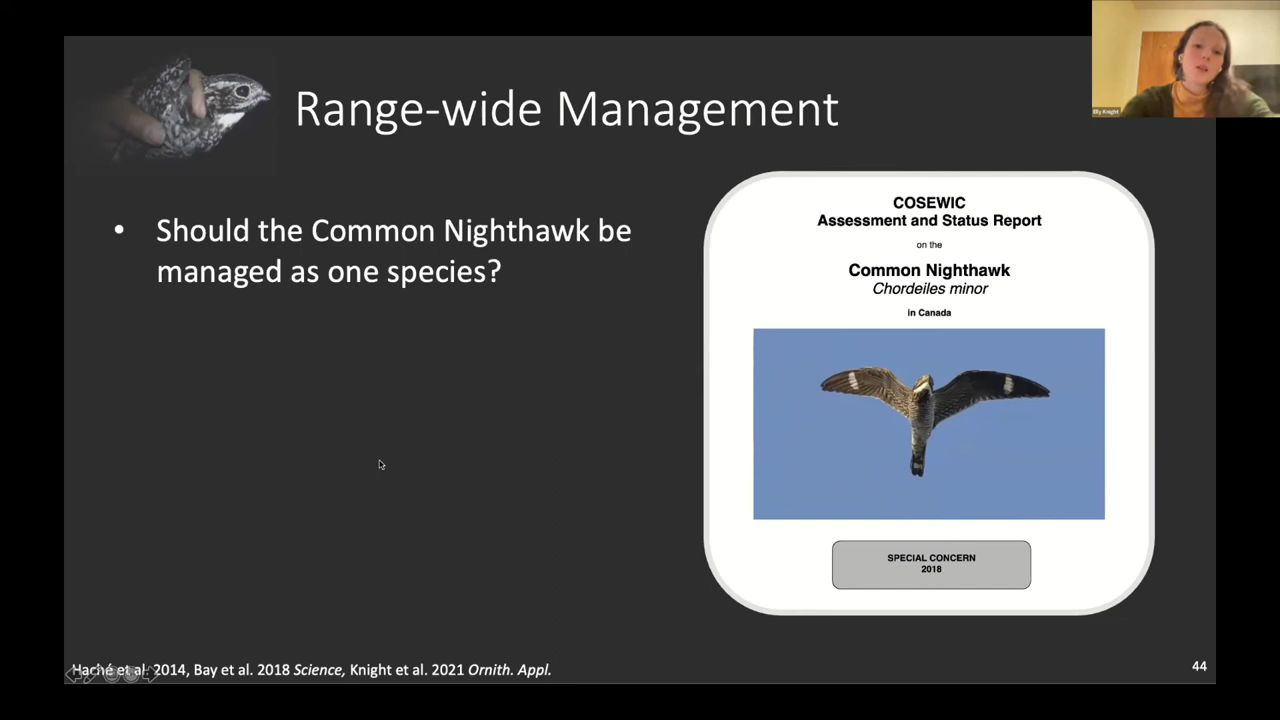 Elly Knight
Range-wide Management
• Should the Common Nighthawk be
managed as one species?
COSEWIC
Assessment and Status Report
on the
Common Nighthawk
Chordeiles minor
in Canada
SPECIAL CONCERN
2018
Haché et al. 2014, Bay et al. 2018 Science, Knight et al. 2021 Ornith. Appl.
44